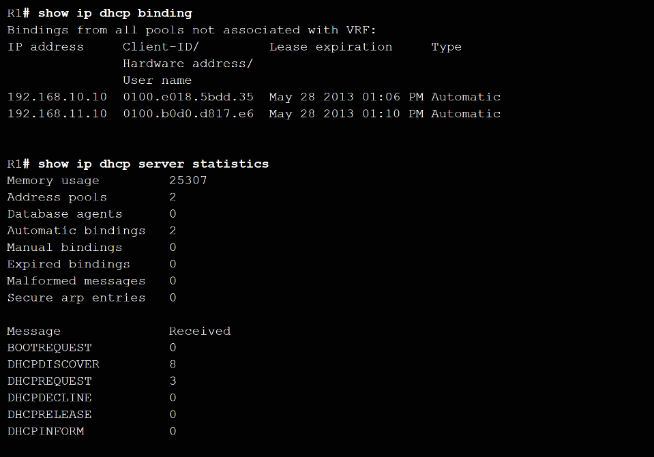 R1# show ip dhcp binding
Bindings from all pools not associated with VRF:
IP address Client-ID/ Lease expiration Type
Hardware address/
User name
192.168.10.10 0100.e018.5bdd.35 May 28 2013 01:06 PM Automatic
192.168.11.10 0100.b0d0.d817.e6 May 28 2013 01:10 PM Automatic
R1# show ip dhcp server statistics
Memory usage 25307
Address pools 2
Database agents 0
Automatic bindings 2
Manual bindings 0
Expired bindings 0
Malformed messages 0
Secure arp entries 0
Message Received
BOOTREQUEST 0
DHCPDISCOVER 8
DHCPREQUEST 3
DHCPDECLINE 0
DHCPRELEASE 0
DHCPINFORM 0